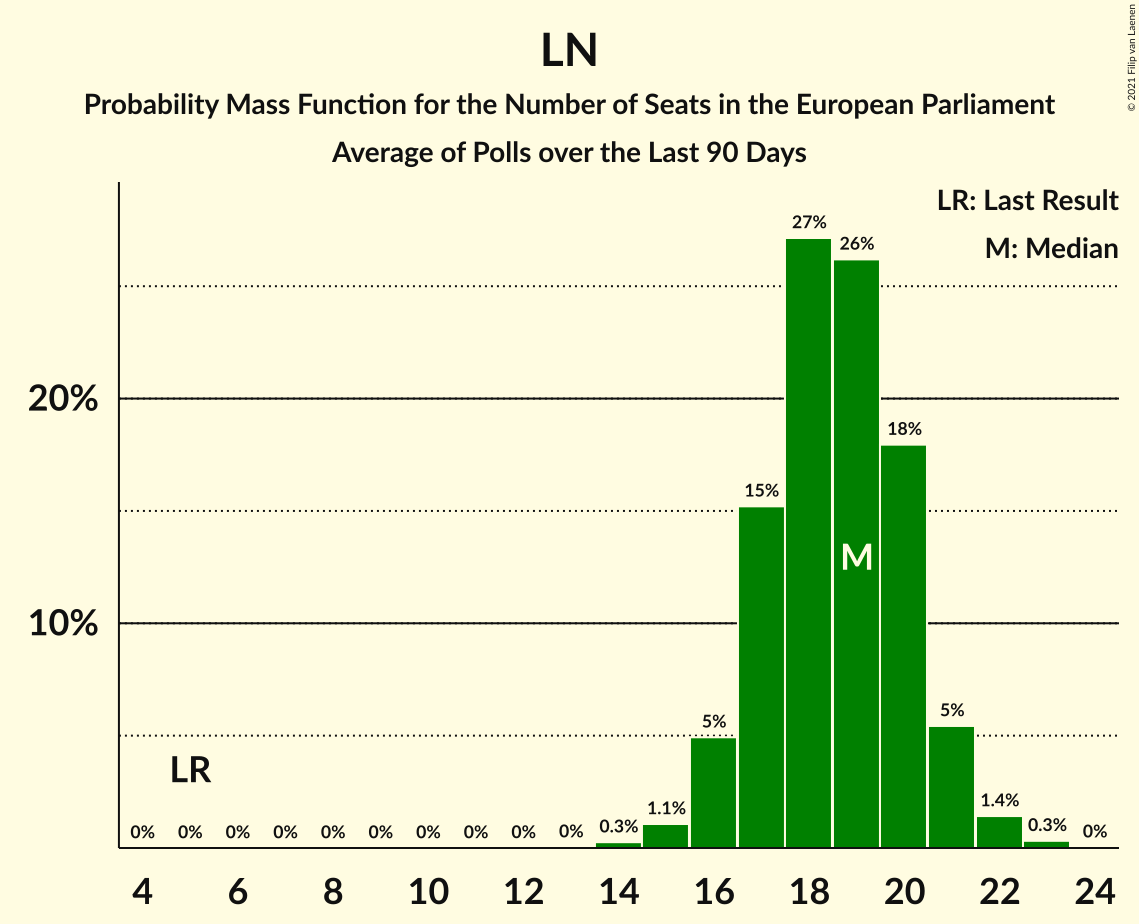 LN
Probability Mass Function for the Number of Seats in the European Parliament
Average of Polls over the Last 90 Days
© 2021 Filip van Laenen
LR: Last Result
M: Median
27%
26%
20%
18%
15%
M
10%
5%
5%
LR
1.1%
1.4%
0% 0% 0% 0% 0% 0% 0% 0% 0% 0% 0.3% 0.3% 0%
4 6 8 10 12 14 16 18 20 22 24